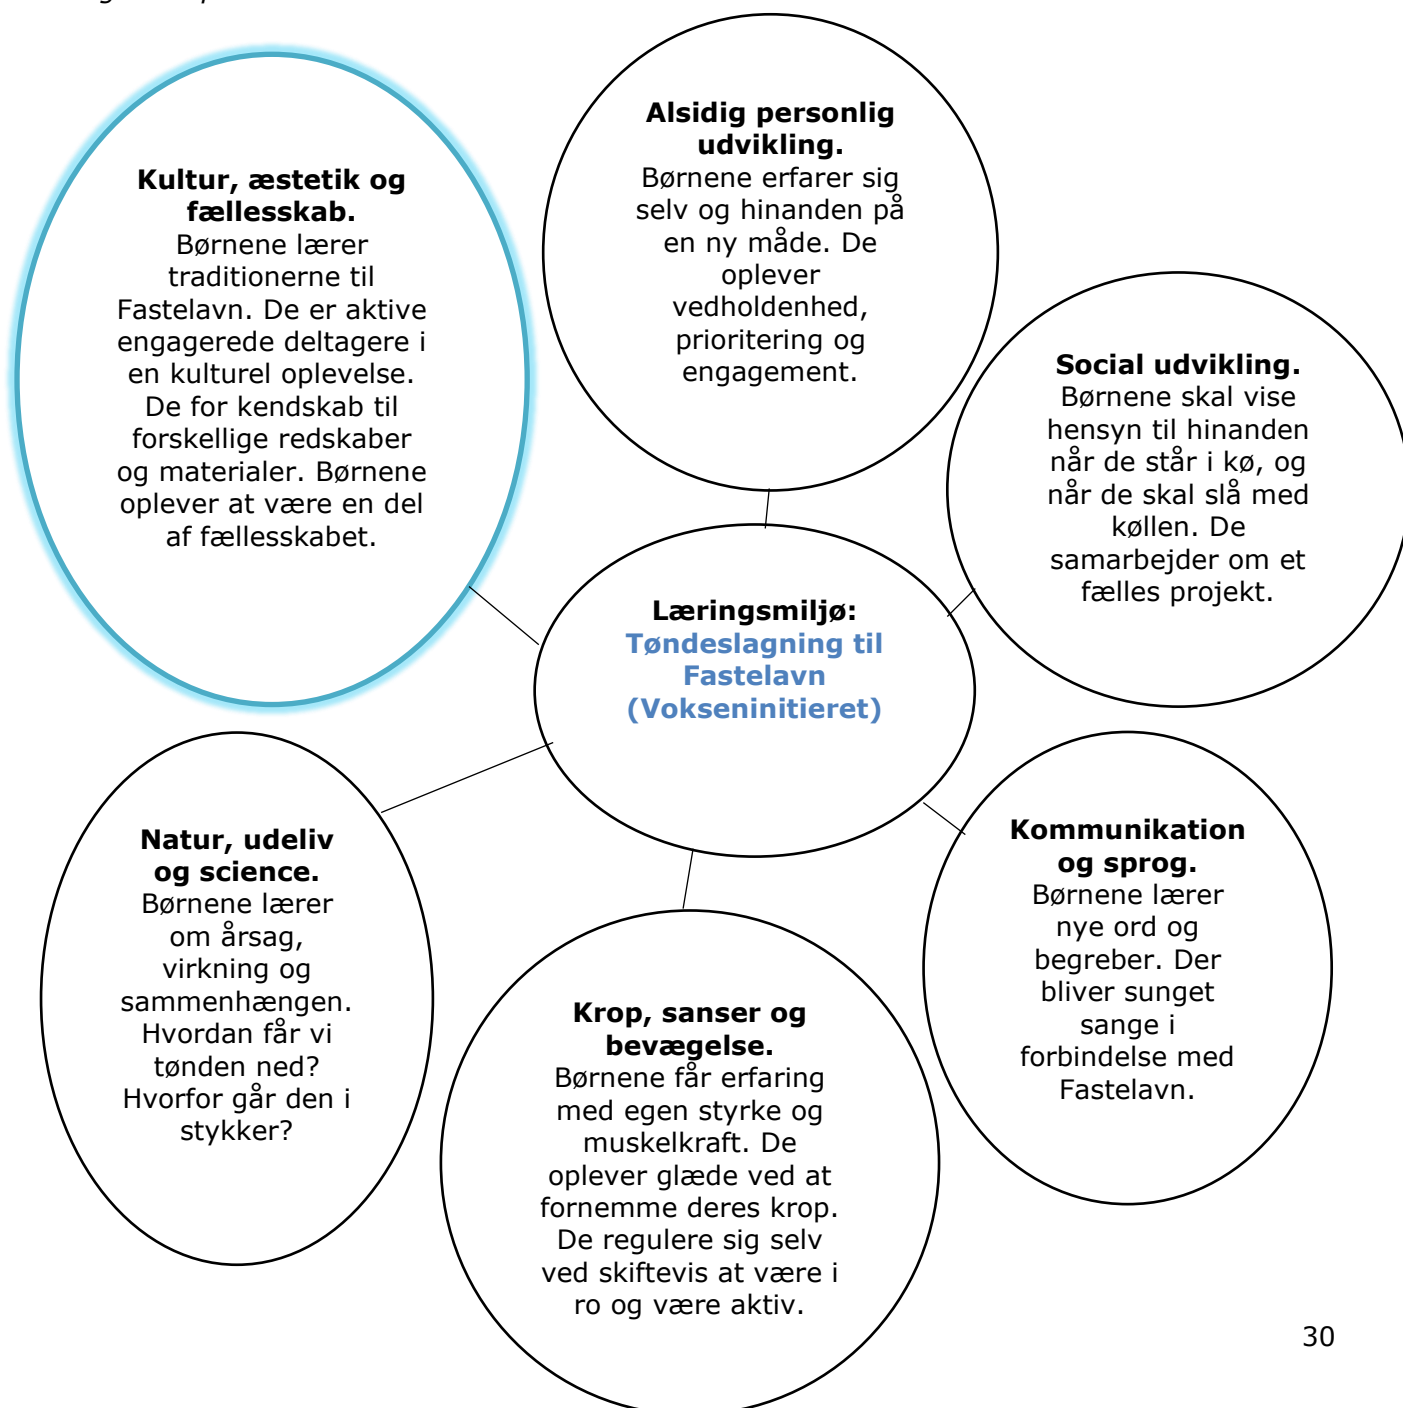 Kultur, æstetik og
fællesskab.
Børnene lærer
traditionerne til
Fastelavn. De er aktive
engagerede deltagere i
en kulturel oplevelse.
De for kendskab til
forskellige redskaber
og materialer. Børnene
oplever at være en del
af fællesskabet.
Alsidig personlig
udvikling.
Børnene erfarer sig
selv og hinanden på
en ny måde. De
oplever
vedholdenhed,
prioritering og
engagement.
Social udvikling.
Børnene skal vise
hensyn til hinanden
når de står i kø, og
når de skal slå med
køllen. De
samarbejder om et
fælles projekt.
Læringsmiljø:
Tøndeslagning til
Fastelavn
(Vokseninitieret)
Natur, udeliv
og science.
Børnene lærer
om årsag,
virkning og
sammenhængen.
Hvordan får vi
tønden ned?
Hvorfor går den i
stykker?
Krop, sanser og
bevægelse.
Børnene får erfaring
med egen styrke og
muskelkraft. De
oplever glæde ved at
fornemme deres krop.
De regulere sig selv
ved skiftevis at være i
ro og være aktiv.
Kommunikation
og sprog.
Børnene lærer
nye ord og
begreber. Der
bliver sunget
sange i
forbindelse med
Fastelavn.
30